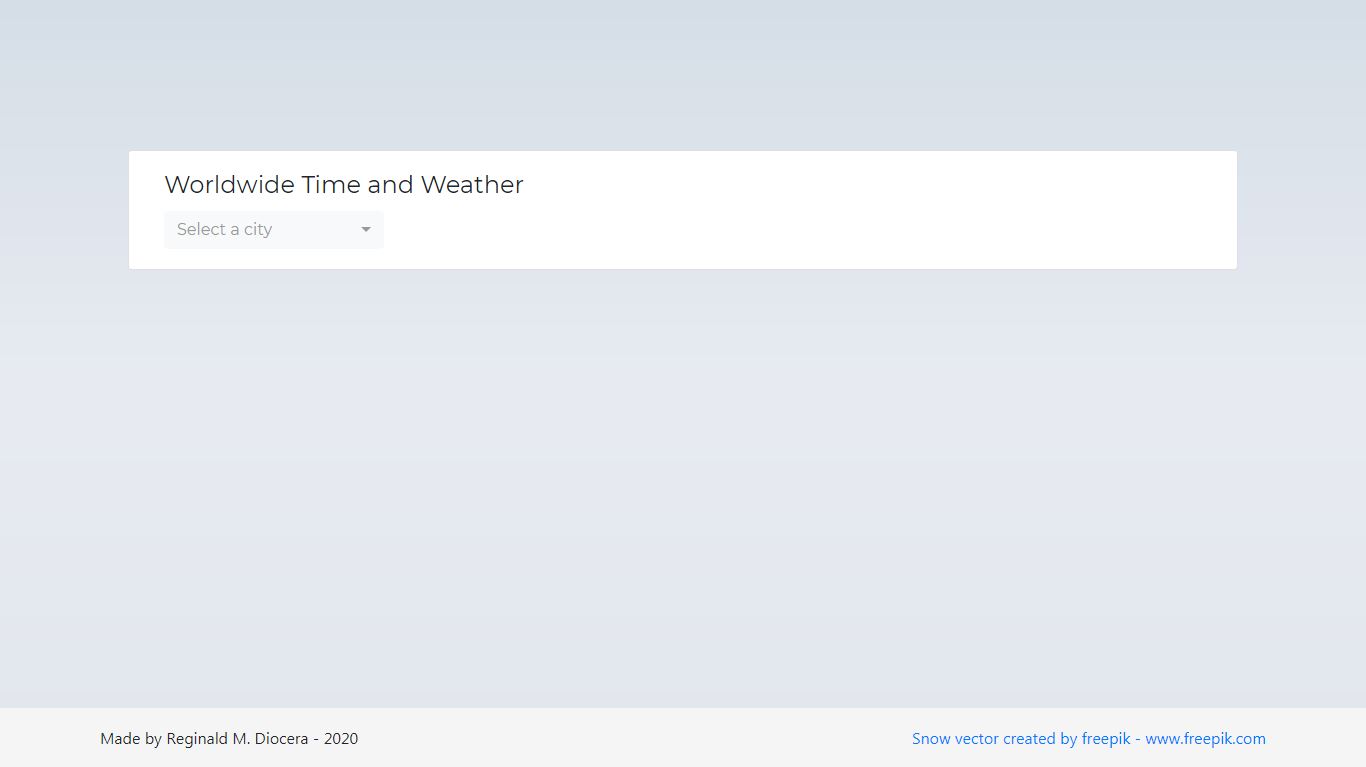 Worldwide Time and Weather
Select a city
Made by Reginald M. Diocera - 2020
Snow vector created by freepik - www.freepik.com